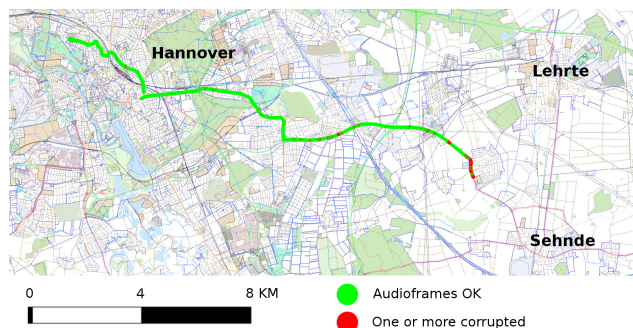 Hannover
Lehrte
Sehnde
0 4 8 KM
Audioframes OK
One or more corrupted